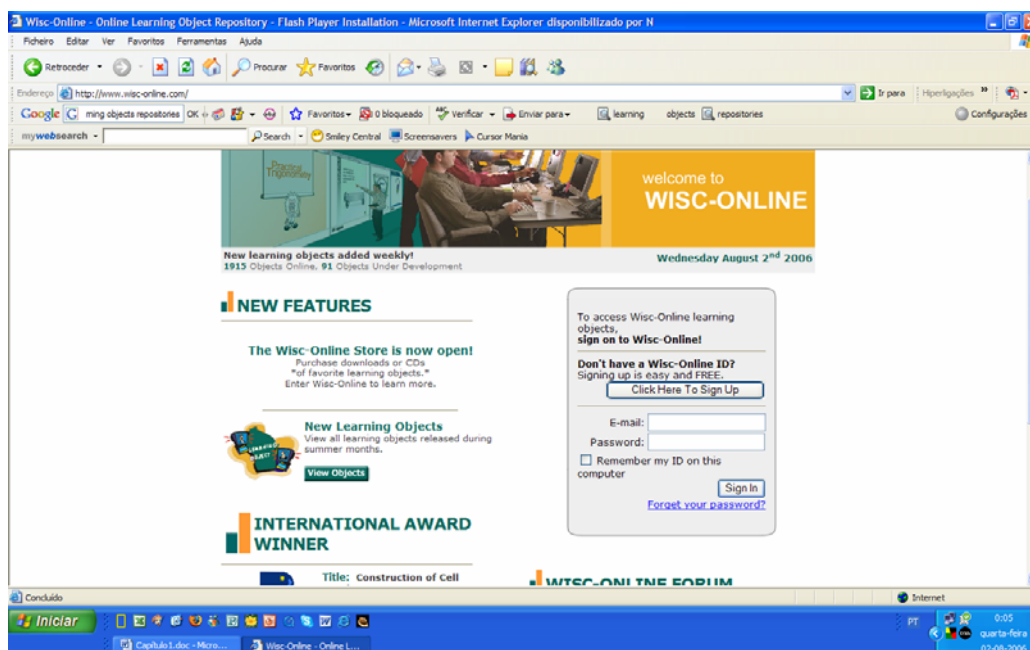 Wisc-Online - Online Learning Object Repository - Flash Player Installation - Microsoft Internet Explorer disponibilizado por N
Ficheiro Editar Ver Favoritos Ferramentas Ajuda
Retroceder Procurar Favoritos
Endereço http://www.wisc-online.com/ Ir para Hiperligações »
Google ming objects repostories OK Favoritos 0 bloqueado Verificar Enviar para learning objects repositories Configurações
mywebsearch Search Smiley Central Screensavers Cursor Mania
Practical Trigonometry
welcome to
WISC-ONLINE
New learning objects added weekly!
1915 Objects Online, 91 Objects Under Development
Wednesday August 2nd 2006
NEW FEATURES
The Wisc-Online Store is now open!
Purchase downloads or CDs
"of favorite learning objects."
Enter Wisc-Online to learn more.
New Learning Objects
View all learning objects released during
summer months.
View Objects
INTERNATIONAL AWARD
WINNER
Title: Construction of Cell
To access Wisc-Online learning
objects,
sign on to Wisc-Online!
Don't have a Wisc-Online ID?
Signing up is easy and FREE.
Click Here To Sign Up
E-mail:
Password:
Remember my ID on this
computer
Sign In
Forget your password?
WISC-ONLINE FORUM
Concluído Internet
Iniciar PT 0:05
quarta-feira
Capítulo1.doc - Micro... Wisc-Online - Online L...
02-08-2006